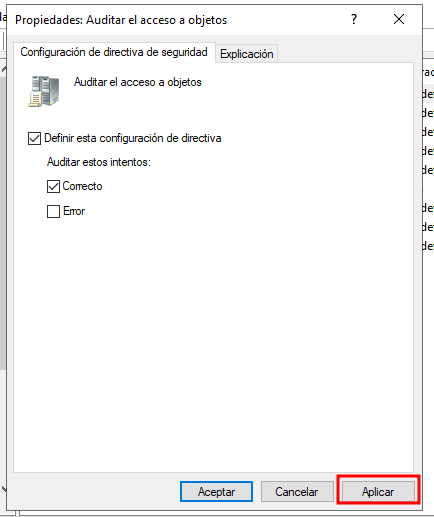 Propiedades: Auditar el acceso a objetos
?
Configuración de directiva de seguridad
Explicación
Auditar el acceso a objetos
Definir esta configuración de directiva
Auditar estos intentos:
Correcto
Error
Aceptar
Cancelar
Aplicar